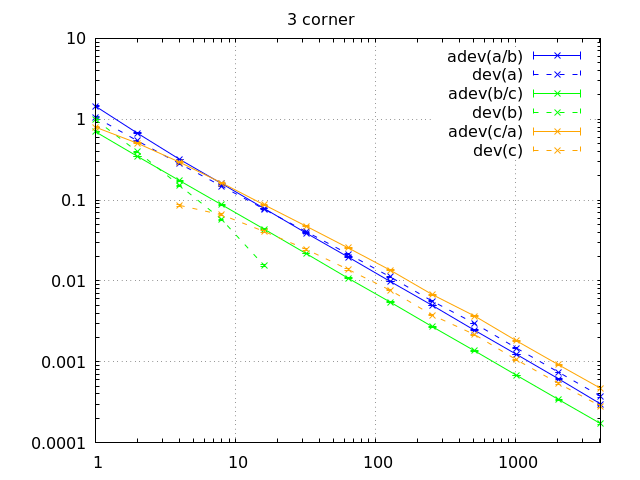 3 corner
10
1
0.1
0.01
0.001
0.0001
adev(a/b)
dev(a)
adev(b/c)
dev(b)
adev(c/a)
dev(c)
1 10 100 1000